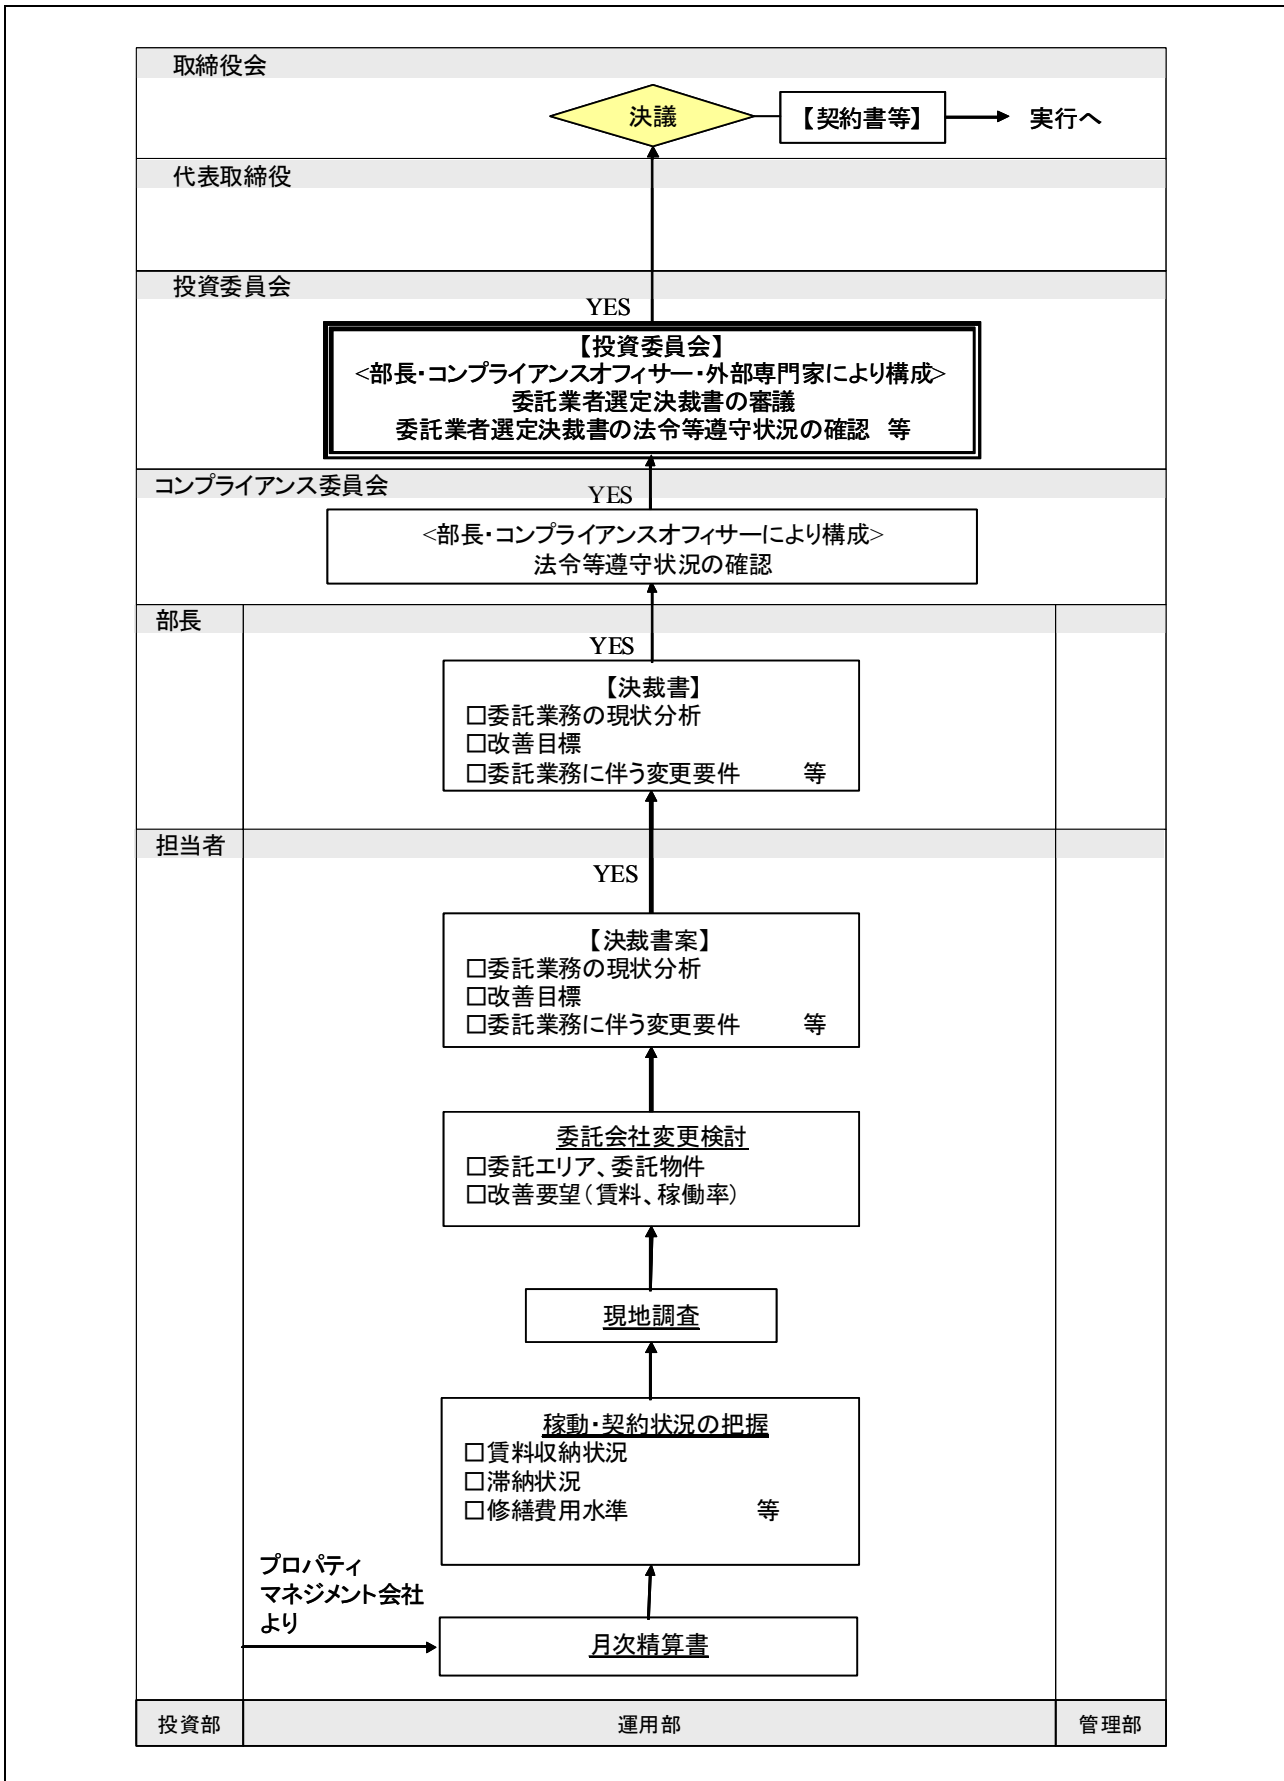 取締役会
決議
【契約書等】
実行へ
代表取締役
投資委員会
YES
【投資委員会】
<部長・コンプライアンスオフィサー・外部専門家により構成>
委託業者選定決裁書の審議
委託業者選定決裁書の法令等遵守状況の確認 等
コンプライアンス委員会
YES
<部長・コンプライアンスオフィサーにより構成>
法令等遵守状況の確認
部長
YES
【決裁書】
□委託業務の現状分析
□改善目標
□委託業務に伴う変更要件 等
担当者
YES
【決裁書案】
□委託業務の現状分析
□改善目標
□委託業務に伴う変更要件 等
委託会社変更検討
□委託エリア、委託物件
□改善要望(賃料、稼働率)
現地調査
稼動・契約状況の把握
□賃料収納状況
□滞納状況
□修繕費用水準 等
プロパティ
マネジメント会社
より
月次精算書
投資部
運用部
管理部